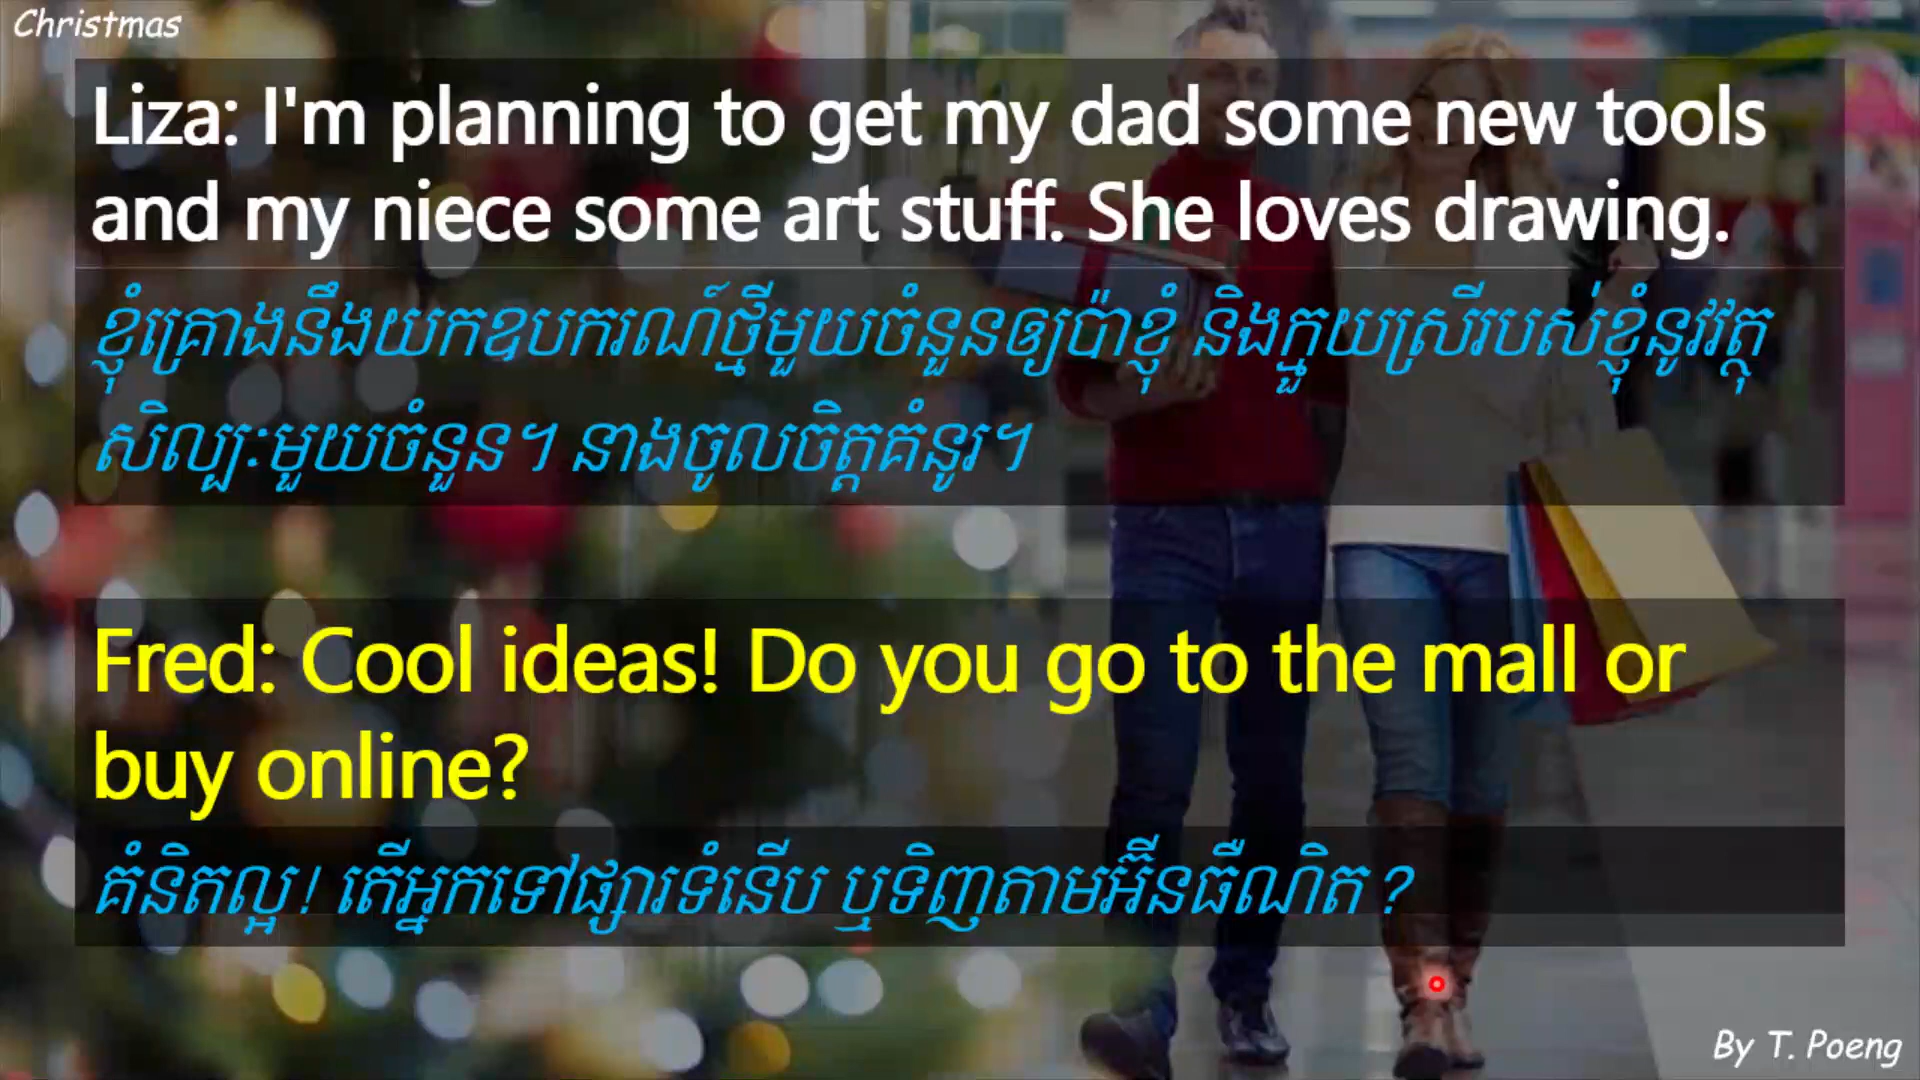 Christmas
Liza: I'm planning to get my dad some new tools
and my niece some art stuff. She loves drawing.
ខ្ញុំគ្រោងនឹងយកឧបករណ៍ថ្មីមួយចំនួនឲ្យប៉ាខ្ញុំ និងក្មួយស្រីរបស់ខ្ញុំនូវវត្ថុ
សិល្បៈមួយចំនួន។ នាងចូលចិត្តគំនូរ។
Fred: Cool ideas! Do you go to the mall or
buy online?
គំនិតល្អ! តើអ្នកទៅផ្សារទំនើប ឬទិញតាមអ៊ីនធឺណិត?
By T. Poeng